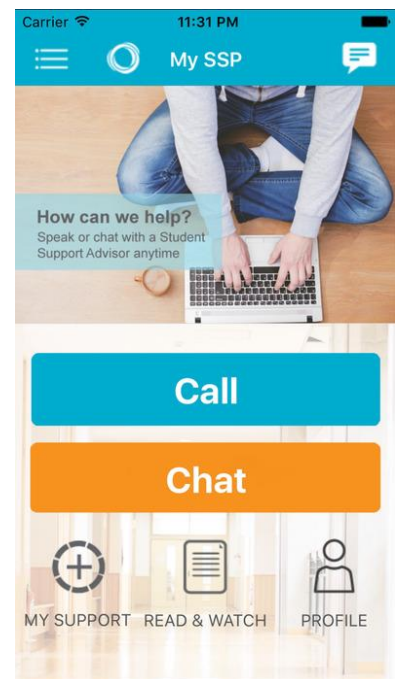 Carrier 11:31 PM
My SSP
How can we help?
Speak or chat with a Student
Support Advisor anytime
Call
Chat
MY SUPPORT READ & WATCH PROFILE